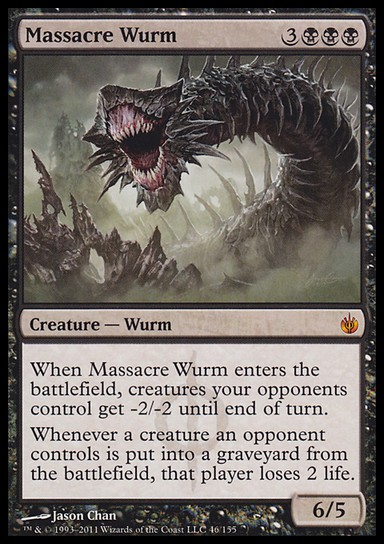 Massacre Wurm 3
Creature — Wurm
When Massacre Wurm enters the
battlefield, creatures your opponents
control get -2/-2 until end of turn.
Whenever a creature an opponent
controls is put into a graveyard from
the battlefield, that player loses 2 life.
6/5
Jason Chan
™ & © 1993–2011 Wizards of the Coast LLC 46/155